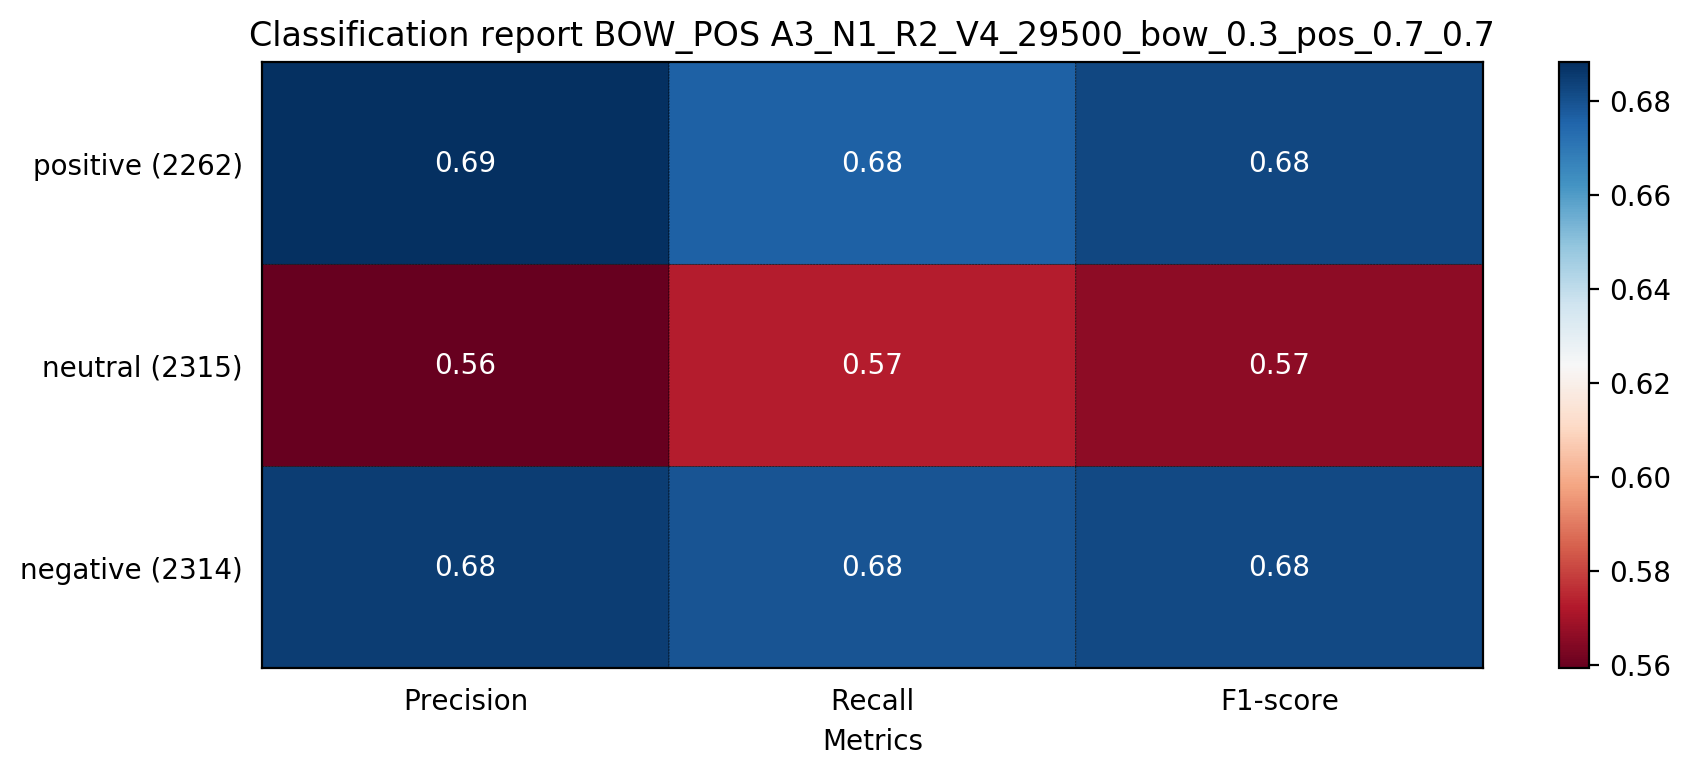 Classification report BOW_POS A3_N1_R2_V4_29500_bow_0.3_pos_0.7_0.7
positive (2262) 0.69 0.68 0.68
neutral (2315) 0.56 0.57 0.57
negative (2314) 0.68 0.68 0.68
Precision Recall F1-score
Metrics
0.68
0.66
0.64
0.62
0.60
0.58
0.56